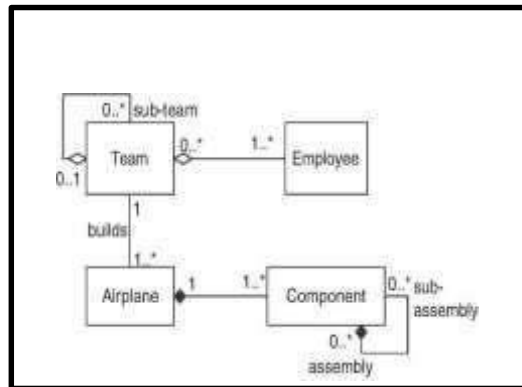 0..* sub-team
Team
0..*
1..*
Employee
0..1
1
builds
1..*
Airplane
1
1..*
Component
0..* sub-
assembly
0..*
assembly